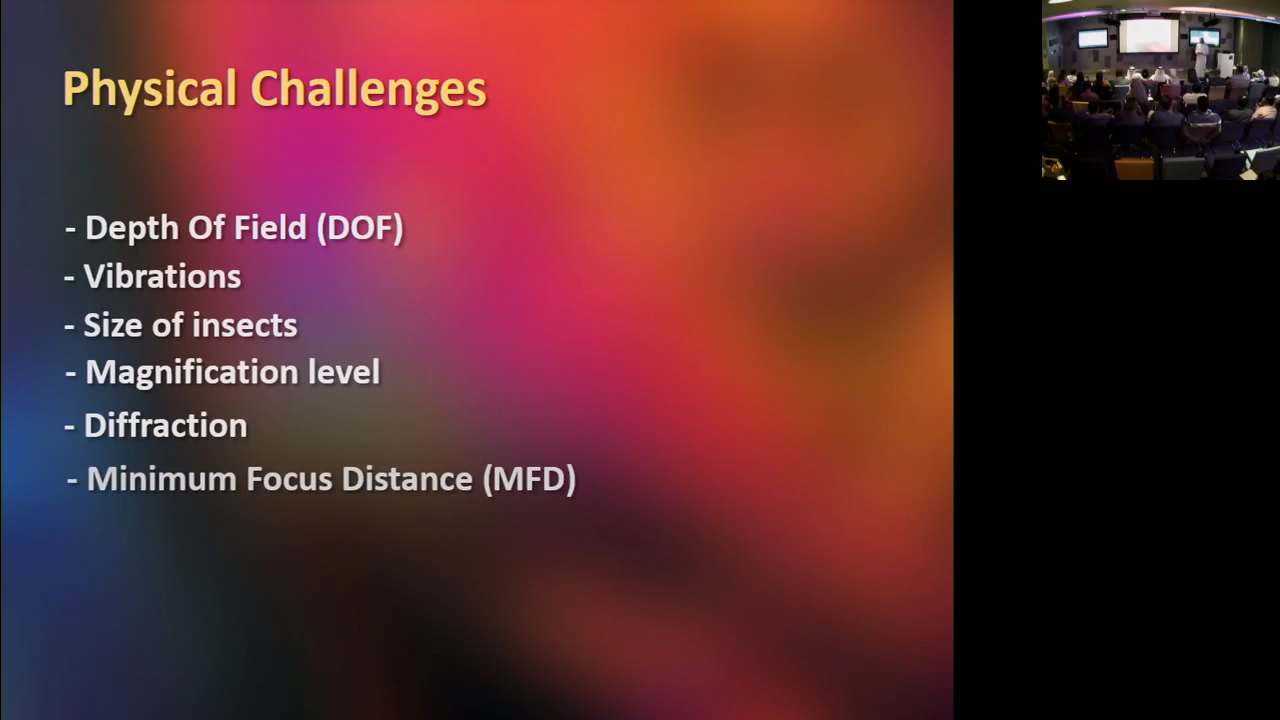 Physical Challenges
- Depth Of Field (DOF)
- Vibrations
- Size of insects
- Magnification level
- Diffraction
- Minimum Focus Distance (MFD)